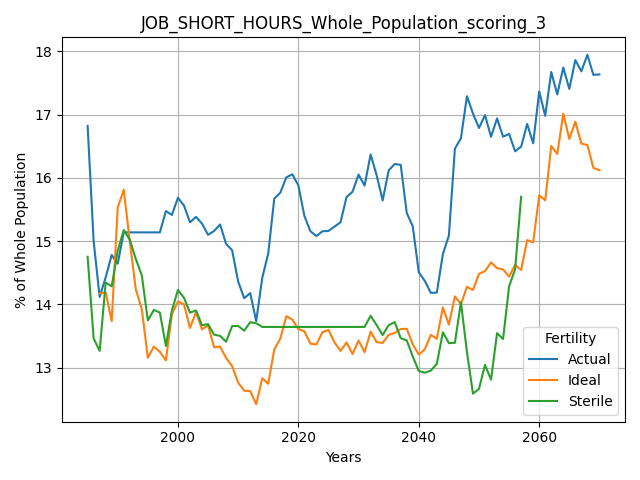 JOB_SHORT_HOURS_Whole_Population_scoring_3
% of Whole Population
18
17
16
15
14
13
2000 2020 2040 2060
Years
Fertility
Actual
Ideal
Sterile